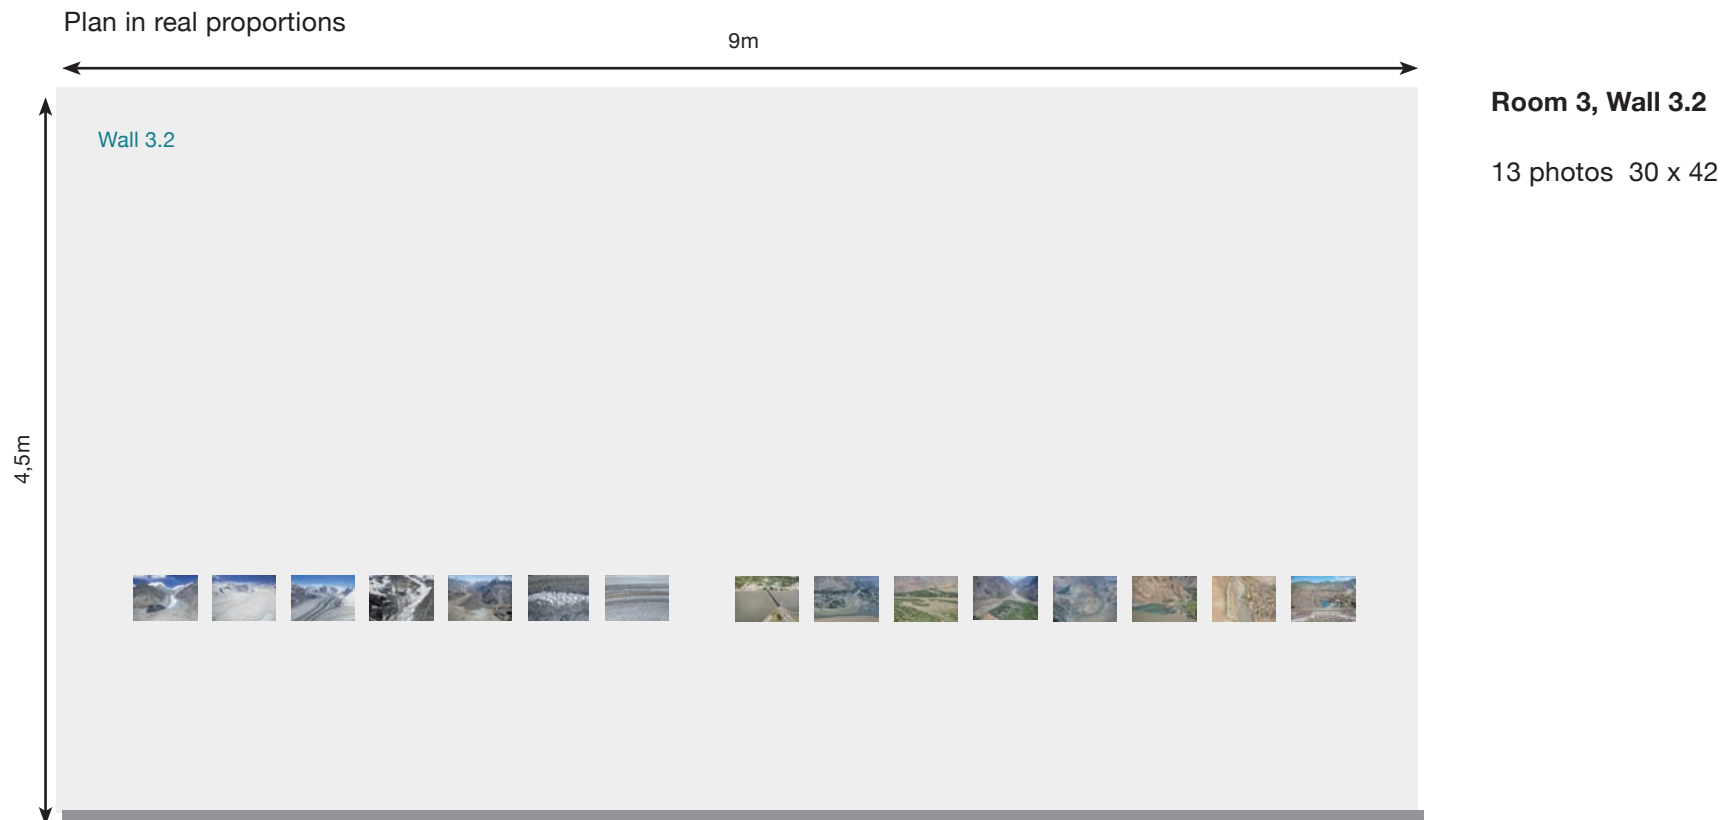 Plan in real proportions
9m
Room 3, Wall 3.2
Wall 3.2
13 photos  30 x 42
4,5m